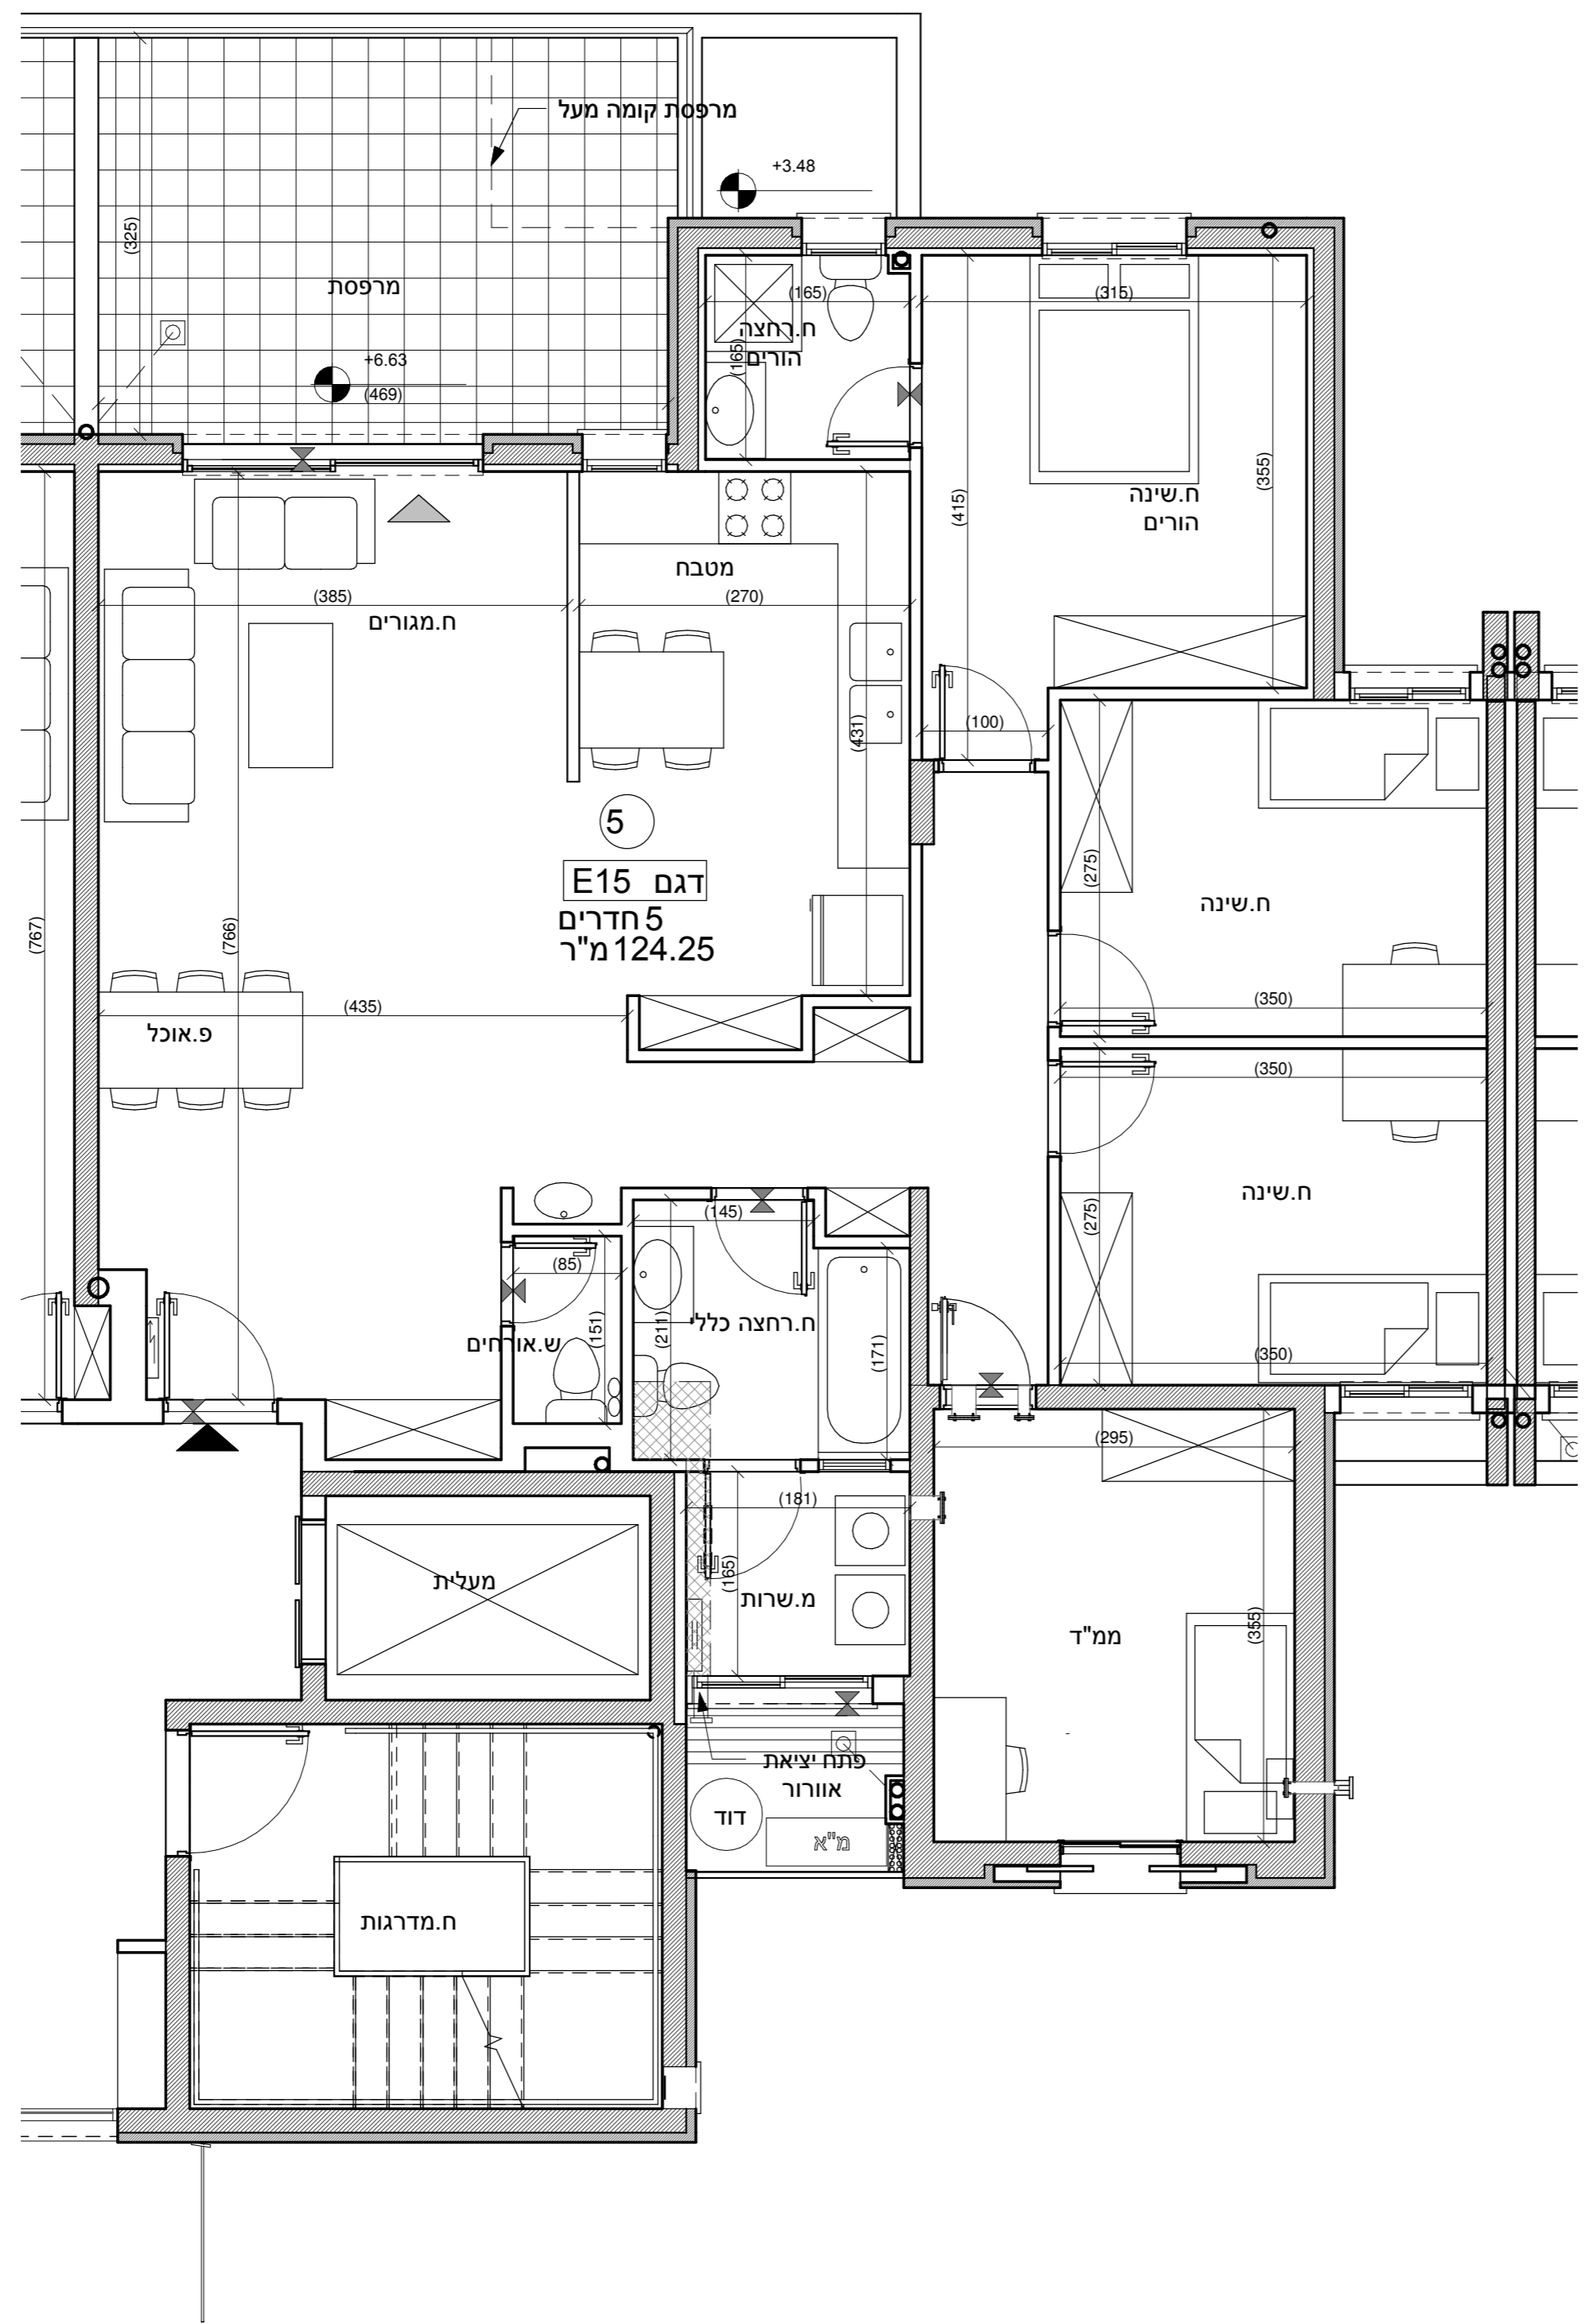 מרפסת קומה מעל
+3.48
(325)
מרפסת
+6.63
(469)
(165)
ח.רחצה
הורים
(165)
(315)
(415)
(355)
ח.שינה
הורים
(385)
ח.מגורים
מטבח
(270)
(431)
(100)
5
דגם E15
5 חדרים
124.25 מ"ר
(767)
(766)
(435)
פ.אוכל
(275)
ח.שינה
(350)
(350)
(275)
ח.שינה
(350)
(85)
(151)
ש.אורחים
(145)
(211)
ח.רחצה כללי
(171)
(295)
(355)
ממ"ד
(181)
(165)
מ.שרות
מעלית
פתח יציאת
אוורור
דוד
מ"א
ח.מדרגות